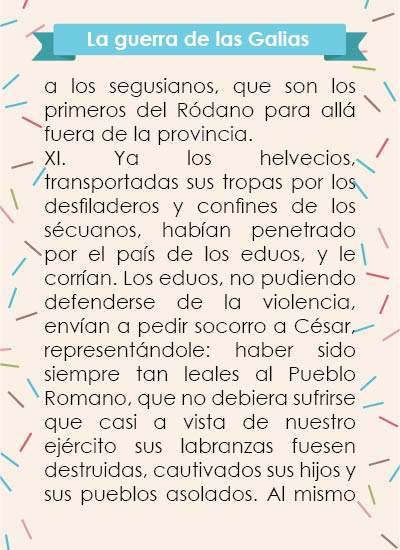 La guerra de las Galias
a los segusianos, que son los
primeros del Ródano para allá
fuera de la provincia.
XI. Ya los helvecios,
transportadas sus tropas por los
desfiladeros y confines de los
sécuanos, habían penetrado
por el país de los eduos, y le
corrían. Los eduos, no pudiendo
defenderse de la violencia,
envían a pedir socorro a César,
representándole: haber sido
siempre tan leales al Pueblo
Romano, que no debiera sufrirse
que casi a vista de nuestro
ejército sus labranzas fuesen
destruidas, cautivados sus hijos y
sus pueblos asolados. Al mismo